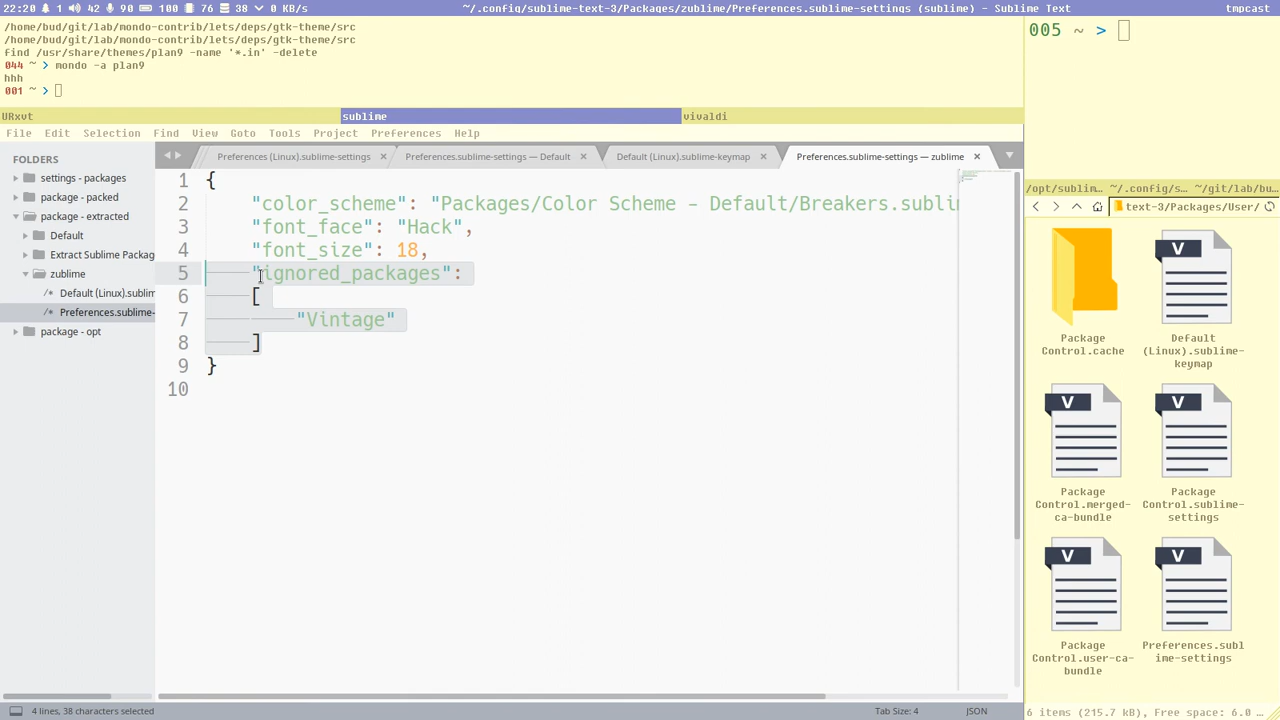 22:20 1 42 90 100 76 38 0 KB/s ~/.config/sublime-text-3/Packages/zublime/Preferences.sublime-settings (sublime) - Sublime Text tmpcast
/home/bud/git/lab/mondo-contrib/lets/deps/gtk-theme/src
/home/bud/git/lab/mondo-contrib/lets/deps/gtk-theme/src
find /usr/share/themes/plan9 -name '*.in' -delete
044 ~ > mondo -a plan9
hhh
001 ~ >
005 ~ >
URxvt sublime vivaldi
File Edit Selection Find View Goto Tools Project Preferences Help
FOLDERS
settings - packages
package - packed
package - extracted
Default
Extract Sublime Packag
zublime
/* Default (Linux).sublim
/* Preferences.sublime-
package - opt
Preferences (Linux).sublime-settings × Preferences.sublime-settings — Default × Default (Linux).sublime-keymap × Preferences.sublime-settings — zublime ×
1 {
2 "color_scheme": "Packages/Color Scheme - Default/Breakers.sublim
3 "font_face": "Hack",
4 "font_size": 18,
5 "ignored_packages":
6 [
7 "Vintage"
8 ]
9 }
10
/opt/sublim… ~/.config/s… ~/git/lab/bu…
text-3/Packages/User/
Package
Control.cache
Default
(Linux).sublime-
keymap
Package
Control.merged-
ca-bundle
Package
Control.sublime-
settings
Package
Control.user-ca-
bundle
Preferences.subl
ime-settings
6 items (215.7 kB), Free space: 6.0 …
4 lines, 38 characters selected Tab Size: 4 JSON